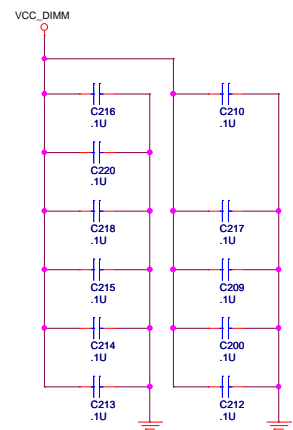 VCC_DIMM
C216
.1U
C210
.1U
C220
.1U
C218
.1U
C217
.1U
C215
.1U
C209
.1U
C214
.1U
C200
.1U
C213
.1U
C212
.1U